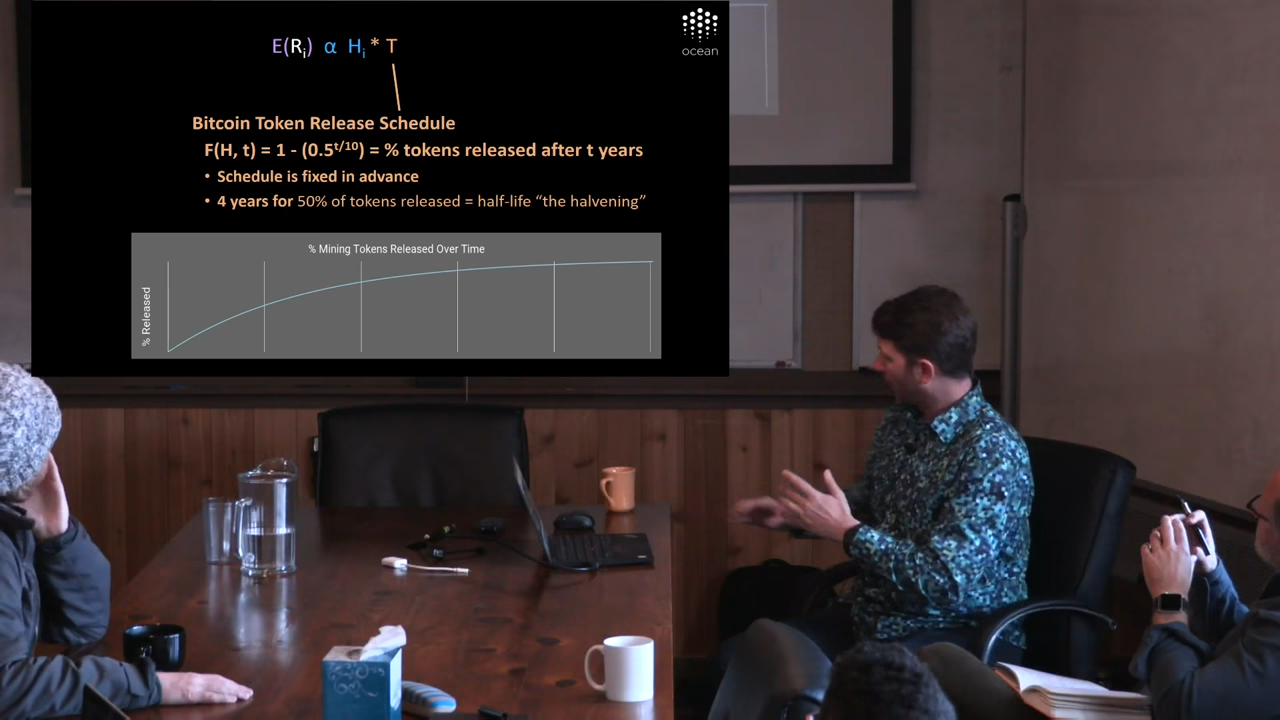 E(Rᵢ) α Hᵢ * T
ocean
Bitcoin Token Release Schedule
F(H, t) = 1 - (0.5^t/10) = % tokens released after t years
• Schedule is fixed in advance
• 4 years for 50% of tokens released = half-life “the halvening”
% Mining Tokens Released Over Time
% Released